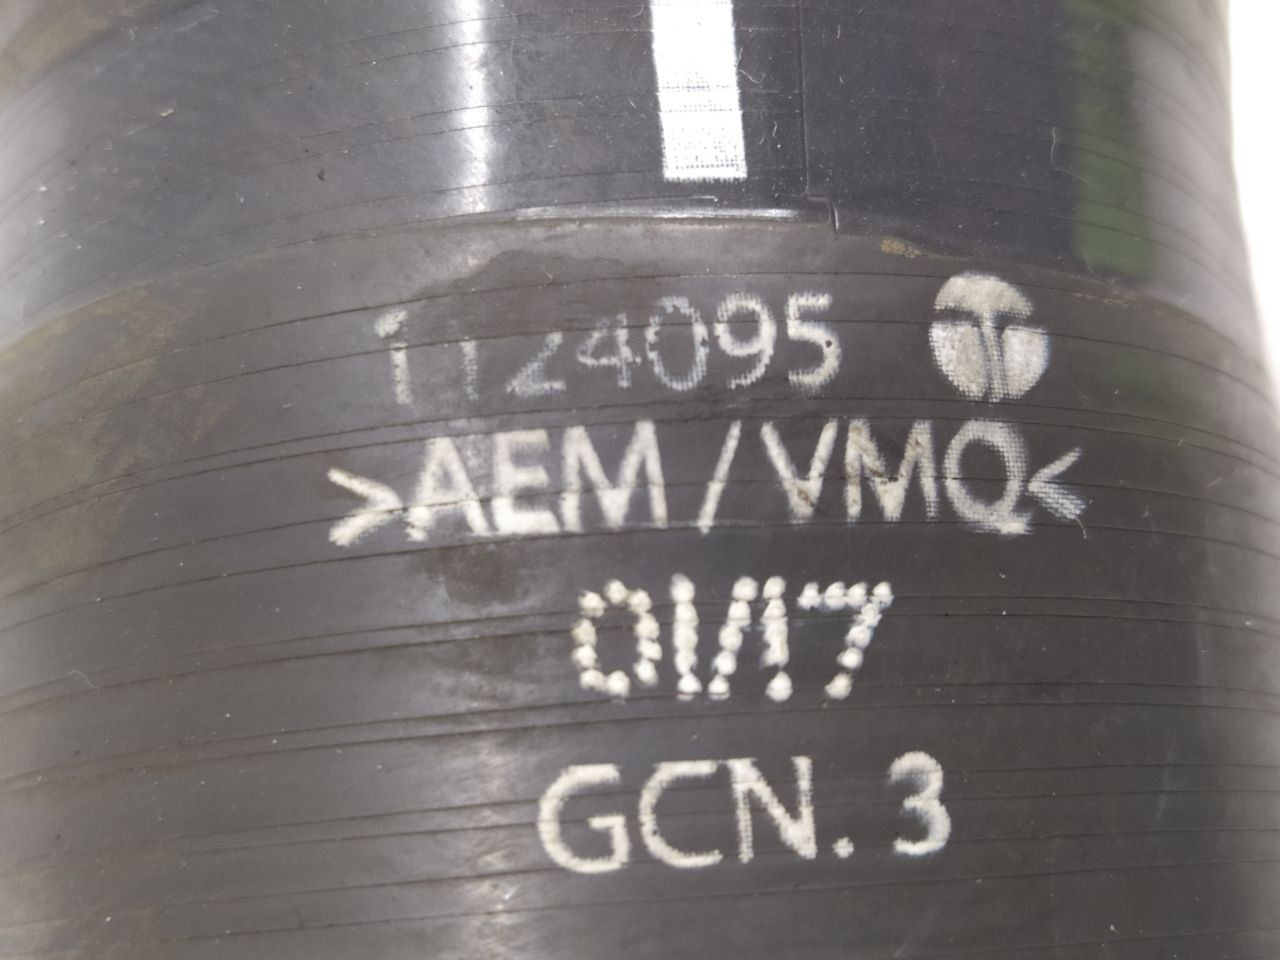 1124095
>AEM/VMQ<
01/17
GCN. 3